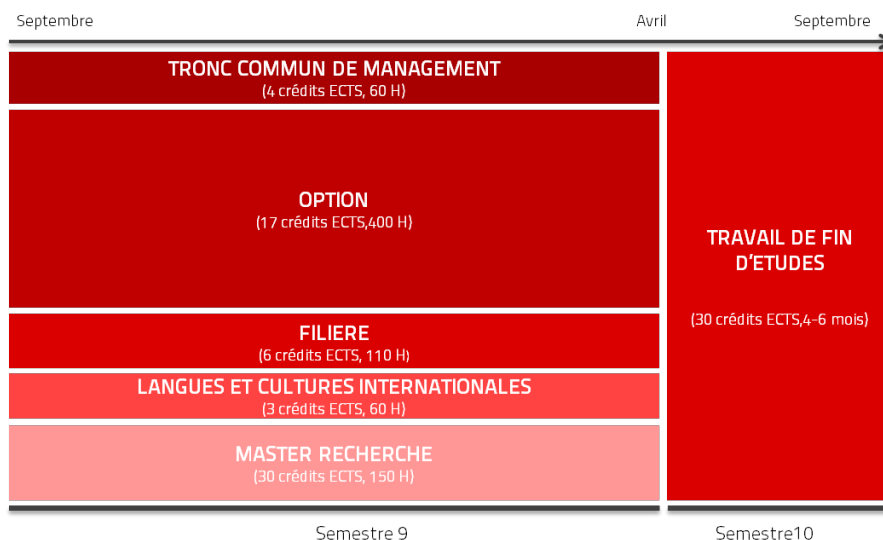 Septembre Avril Septembre
TRONC COMMUN DE MANAGEMENT
(4 crédits ECTS, 60 H)
OPTION
(17 crédits ECTS,400 H)
FILIERE
(6 crédits ECTS, 110 H)
LANGUES ET CULTURES INTERNATIONALES
(3 crédits ECTS, 60 H)
MASTER RECHERCHE
(30 crédits ECTS, 150 H)
TRAVAIL DE FIN
D'ETUDES
(30 crédits ECTS,4-6 mois)
Semestre 9 Semestre10